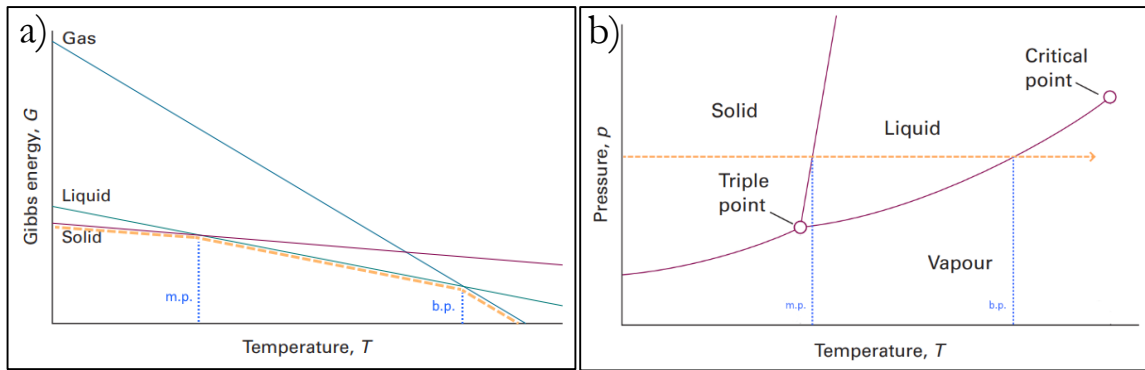 a)
Gas
Liquid
Solid
m.p.
b.p.
Gibbs energy, G
Temperature, T
b)
Critical
point
Solid
Liquid
Triple
point
Vapour
m.p.
b.p.
Pressure, p
Temperature, T